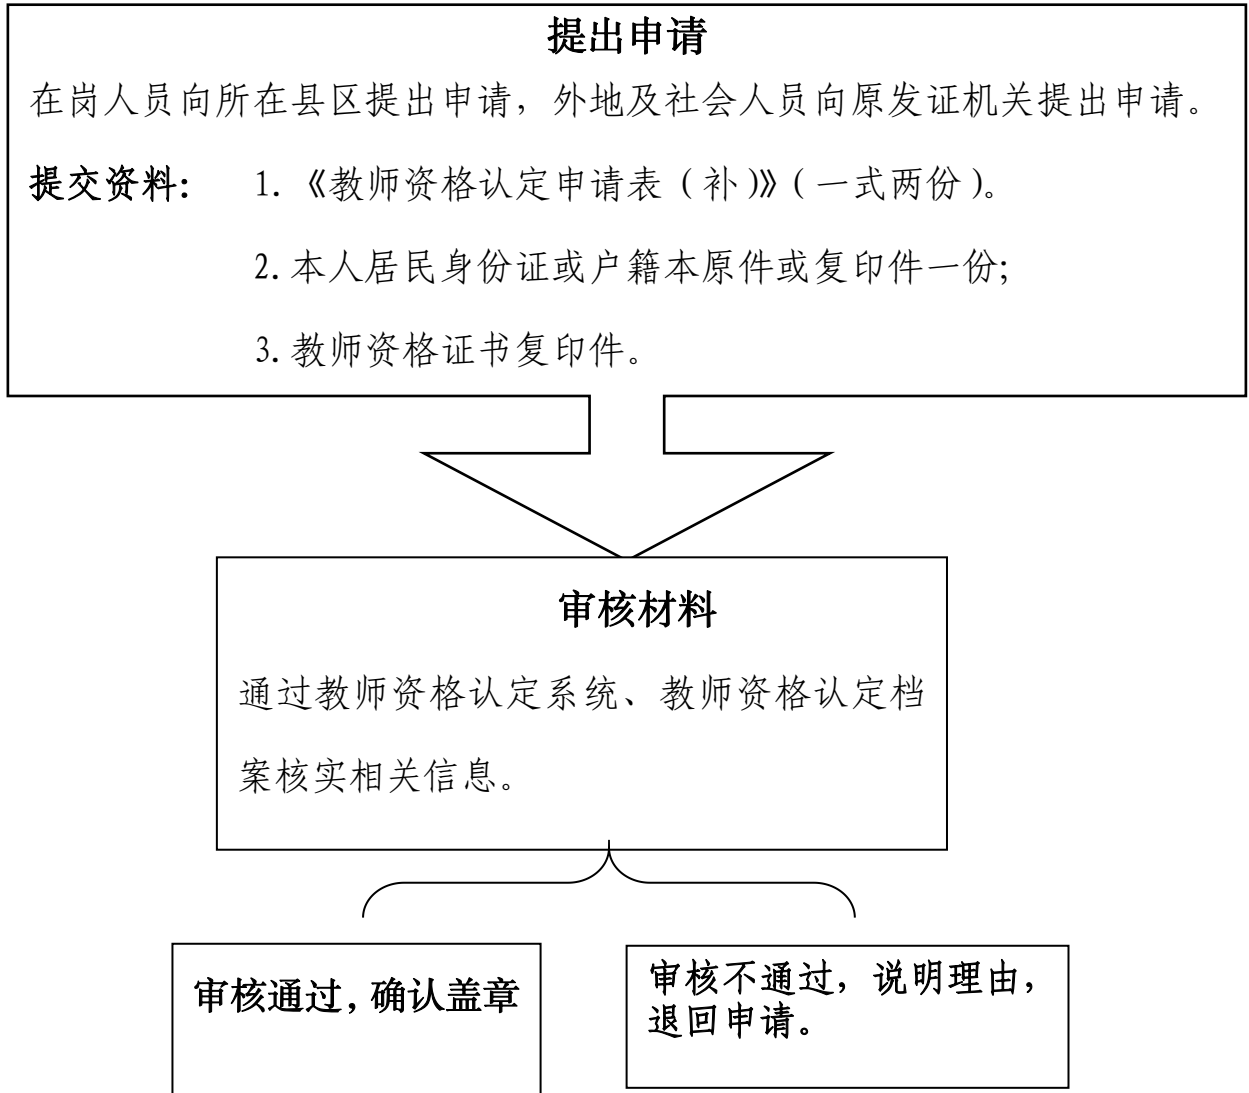 提出申请
在岗人员向所在县区提出申请，外地及社会人员向原发证机关提出申请。
提交资料： 1.《教师资格认定申请表（补）》（一式两份）。
2.本人居民身份证或户籍本原件或复印件一份;
3.教师资格证书复印件。
审核材料
通过教师资格认定系统、教师资格认定档
案核实相关信息。
审核通过，确认盖章
审核不通过，说明理由，
退回申请。